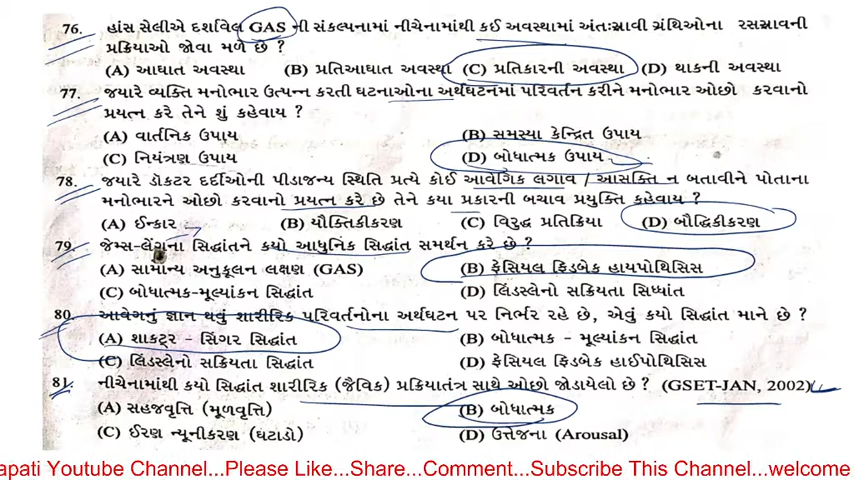 76. હાંસ સેલીએ દર્શાવેલ GAS ની સંકલ્પનામાં નીચેનામાંથી કઈ અવસ્થામાં અંતઃસ્રાવી ગ્રંથિઓના રસસ્રાવની
પ્રક્રિયાઓ જોવા મળે છે ?
(A) આઘાત અવસ્થા (B) પ્રતિઆઘાત અવસ્થા (C) પ્રતિકારની અવસ્થા (D) થાકની અવસ્થા
77. જયારે વ્યક્તિ મનોભાર ઉત્પન્ન કરતી ઘટનાઓના અર્થઘટનમાં પરિવર્તન કરીને મનોભાર ઓછો કરવાનો
પ્રયત્ન કરે તેને શું કહેવાય ?
(A) વાર્તનિક ઉપાય (B) સમસ્યા કેન્દ્રિત ઉપાય
(C) નિયંત્રણ ઉપાય (D) બોધાત્મક ઉપાય
78. જયારે ડૉકટર દર્દીઓની પીડાજન્ય સ્થિતિ પ્રત્યે કોઈ આવેગિક લગાવ / આસક્તિ ન બતાવીને પોતાના
મનોભારને ઓછો કરવાનો પ્રયત્ન કરે છે તેને કયા પ્રકારની બચાવ પ્રયુક્તિ કહેવાય ?
(A) ઈન્કાર (B) યૌક્તિકીકરણ (C) વિરુદ્ધ પ્રતિક્રિયા (D) બૌદ્ધિકીકરણ
79. જેમ્સ-લેંગના સિદ્ધાંતને કયો આધુનિક સિદ્ધાંત સમર્થન કરે છે ?
(A) સામાન્ય અનુકૂલન લક્ષણ (GAS) (B) ફેસિયલ ફિડબેક હાયપોથિસિસ
(C) બોધાત્મક-મૂલ્યાંકન સિદ્ધાંત (D) લિંડસ્લેનો સક્રિયતા સિધ્ધાંત
80. આવેગનું જ્ઞાન થવું શારીરિક પરિવર્તનોના અર્થઘટન પર નિર્ભર રહે છે, એવું કયો સિદ્ધાંત માને છે ?
(A) શાકટ્ર - સિંગર સિદ્ધાંત (B) બોધાત્મક - મૂલ્યાંકન સિદ્ધાંત
(C) લિંડસ્લેનો સક્રિયતા સિદ્ધાંત (D) ફેસિયલ ફિડબેક હાઈપોથિસિસ
81. નીચેનામાંથી કયો સિદ્ધાંત શારીરિક (જૈવિક) પ્રક્રિયાતંત્ર સાથે ઓછો જોડાયેલો છે ? (GSET-JAN, 2002)
(A) સહજવૃત્તિ (મૂળવૃત્તિ) (B) બોધાત્મક
(C) ઈરણ ન્યૂનીકરણ (ઘટાડો) (D) ઉત્તેજના (Arousal)
apati Youtube Channel...Please Like...Share...Comment...Subscribe This Channel...welcome